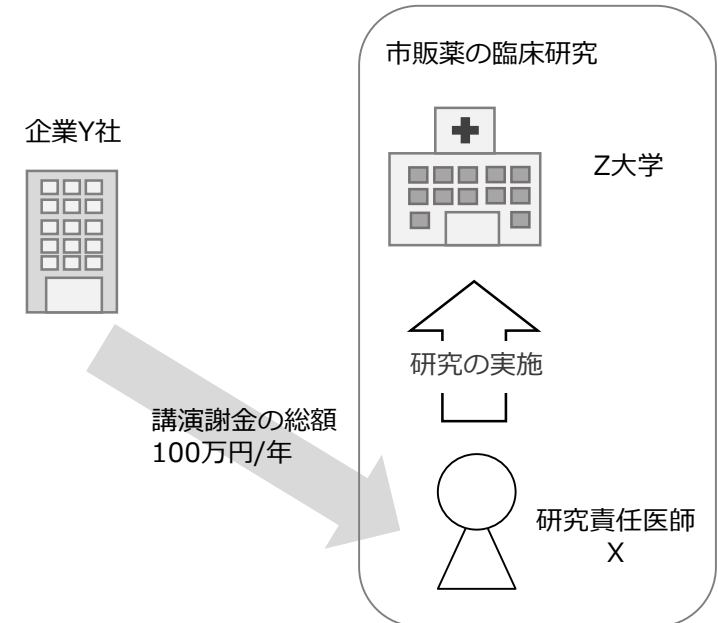 市販薬の臨床研究
企業Y社
Z大学
研究の実施
講演謝金の総額
100万円/年
研究責任医師
X